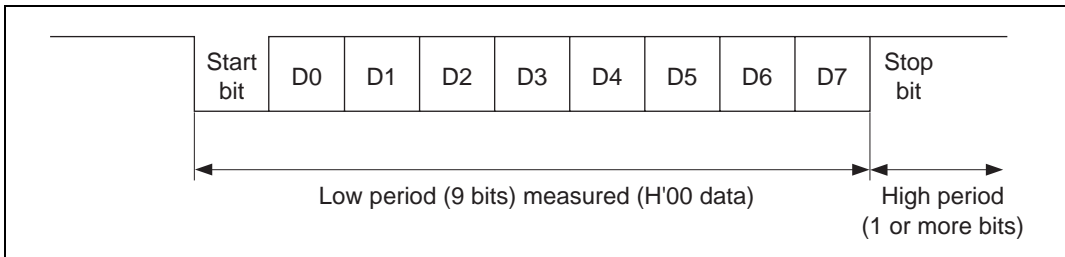 Start
bit
D0
D1
D2
D3
D4
D5
D6
D7
Stop
bit
Low period (9 bits) measured (H'00 data)
High period
(1 or more bits)